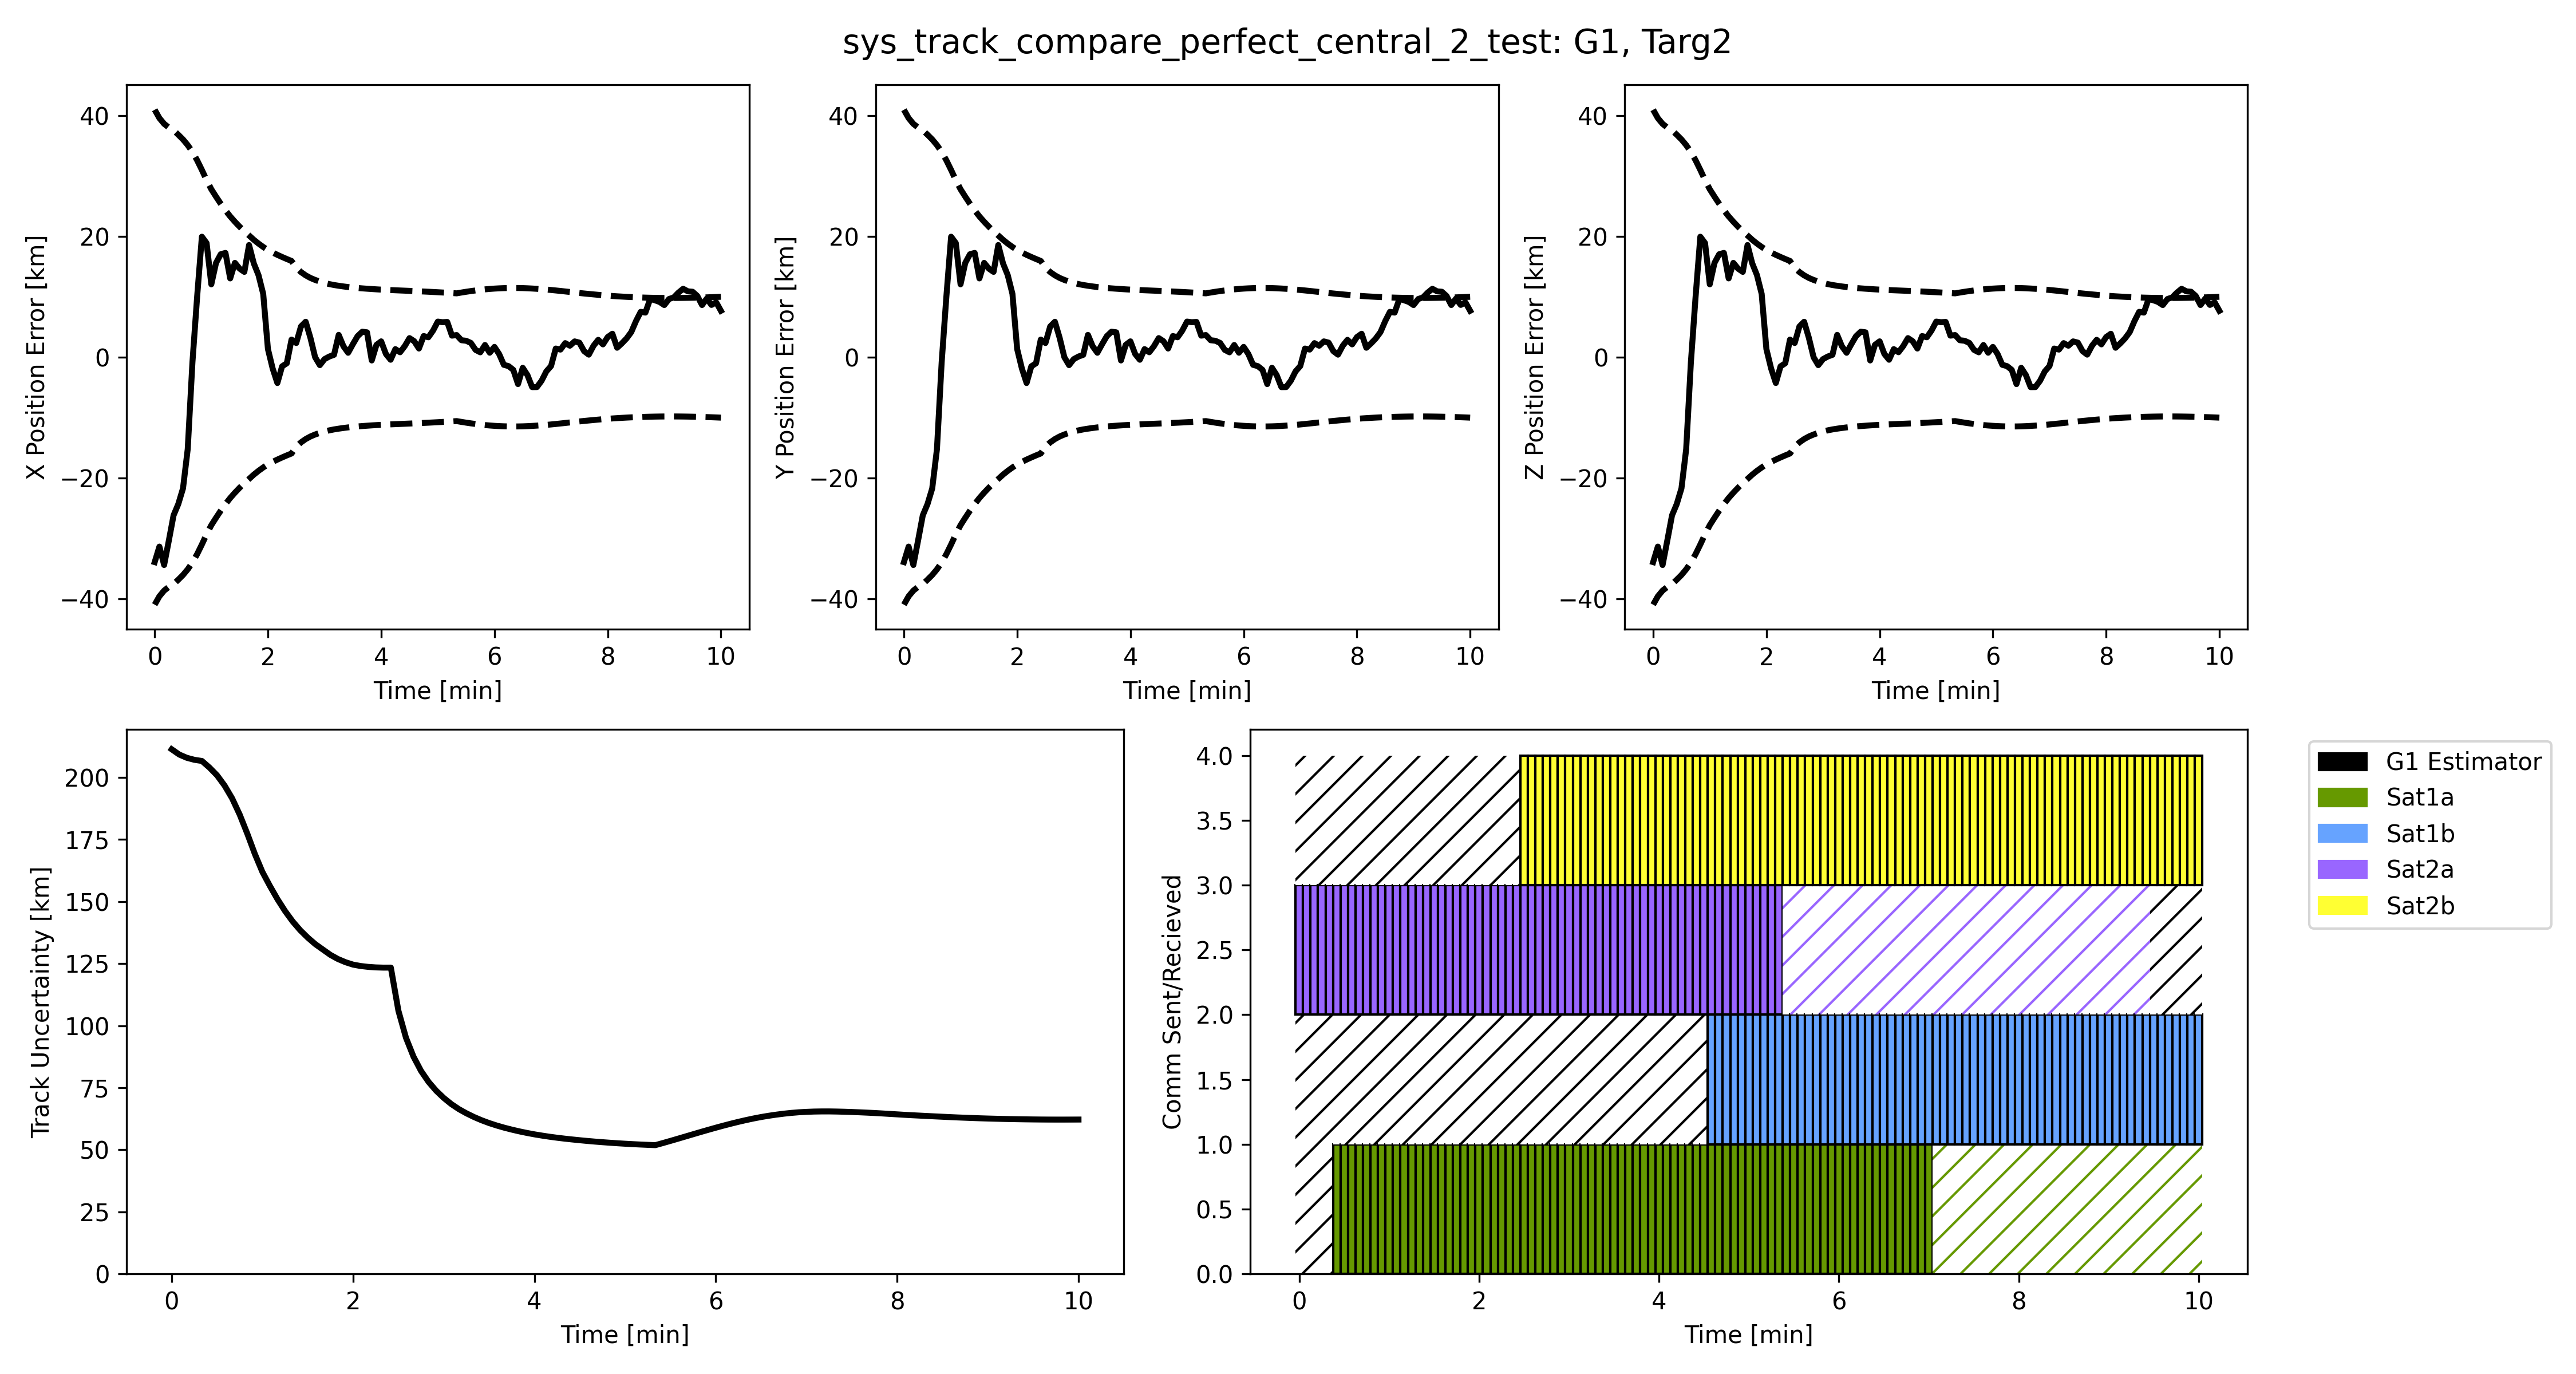 sys_track_compare_perfect_central_2_test: G1, Targ2
X Position Error [km]
40
20
0
−20
−40
0 2 4 6 8 10
Time [min]
Y Position Error [km]
40
20
0
−20
−40
0 2 4 6 8 10
Time [min]
Z Position Error [km]
40
20
0
−20
−40
0 2 4 6 8 10
Time [min]
Track Uncertainty [km]
200
175
150
125
100
75
50
25
0
0 2 4 6 8 10
Time [min]
Comm Sent/Recieved
4.0
3.5
3.0
2.5
2.0
1.5
1.0
0.5
0.0
0 2 4 6 8 10
Time [min]
G1 Estimator
Sat1a
Sat1b
Sat2a
Sat2b